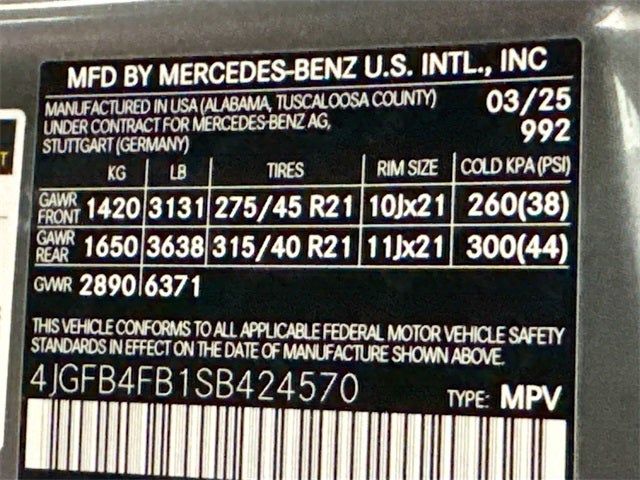 MFD BY MERCEDES-BENZ U.S. INTL., INC
MANUFACTURED IN USA (ALABAMA, TUSCALOOSA COUNTY) 03/25
UNDER CONTRACT FOR MERCEDES-BENZ AG, 992
STUTTGART (GERMANY)
KG LB TIRES RIM SIZE COLD KPA (PSI)
GAWR FRONT 1420 3131 275/45 R21 10Jx21 260(38)
GAWR REAR 1650 3638 315/40 R21 11Jx21 300(44)
GVWR 2890 6371
THIS VEHICLE CONFORMS TO ALL APPLICABLE FEDERAL MOTOR VEHICLE SAFETY
STANDARDS IN EFFECT ON THE DATE OF MANUFACTURE SHOWN ABOVE.
4JGFB4FB1SB424570 TYPE: MPV